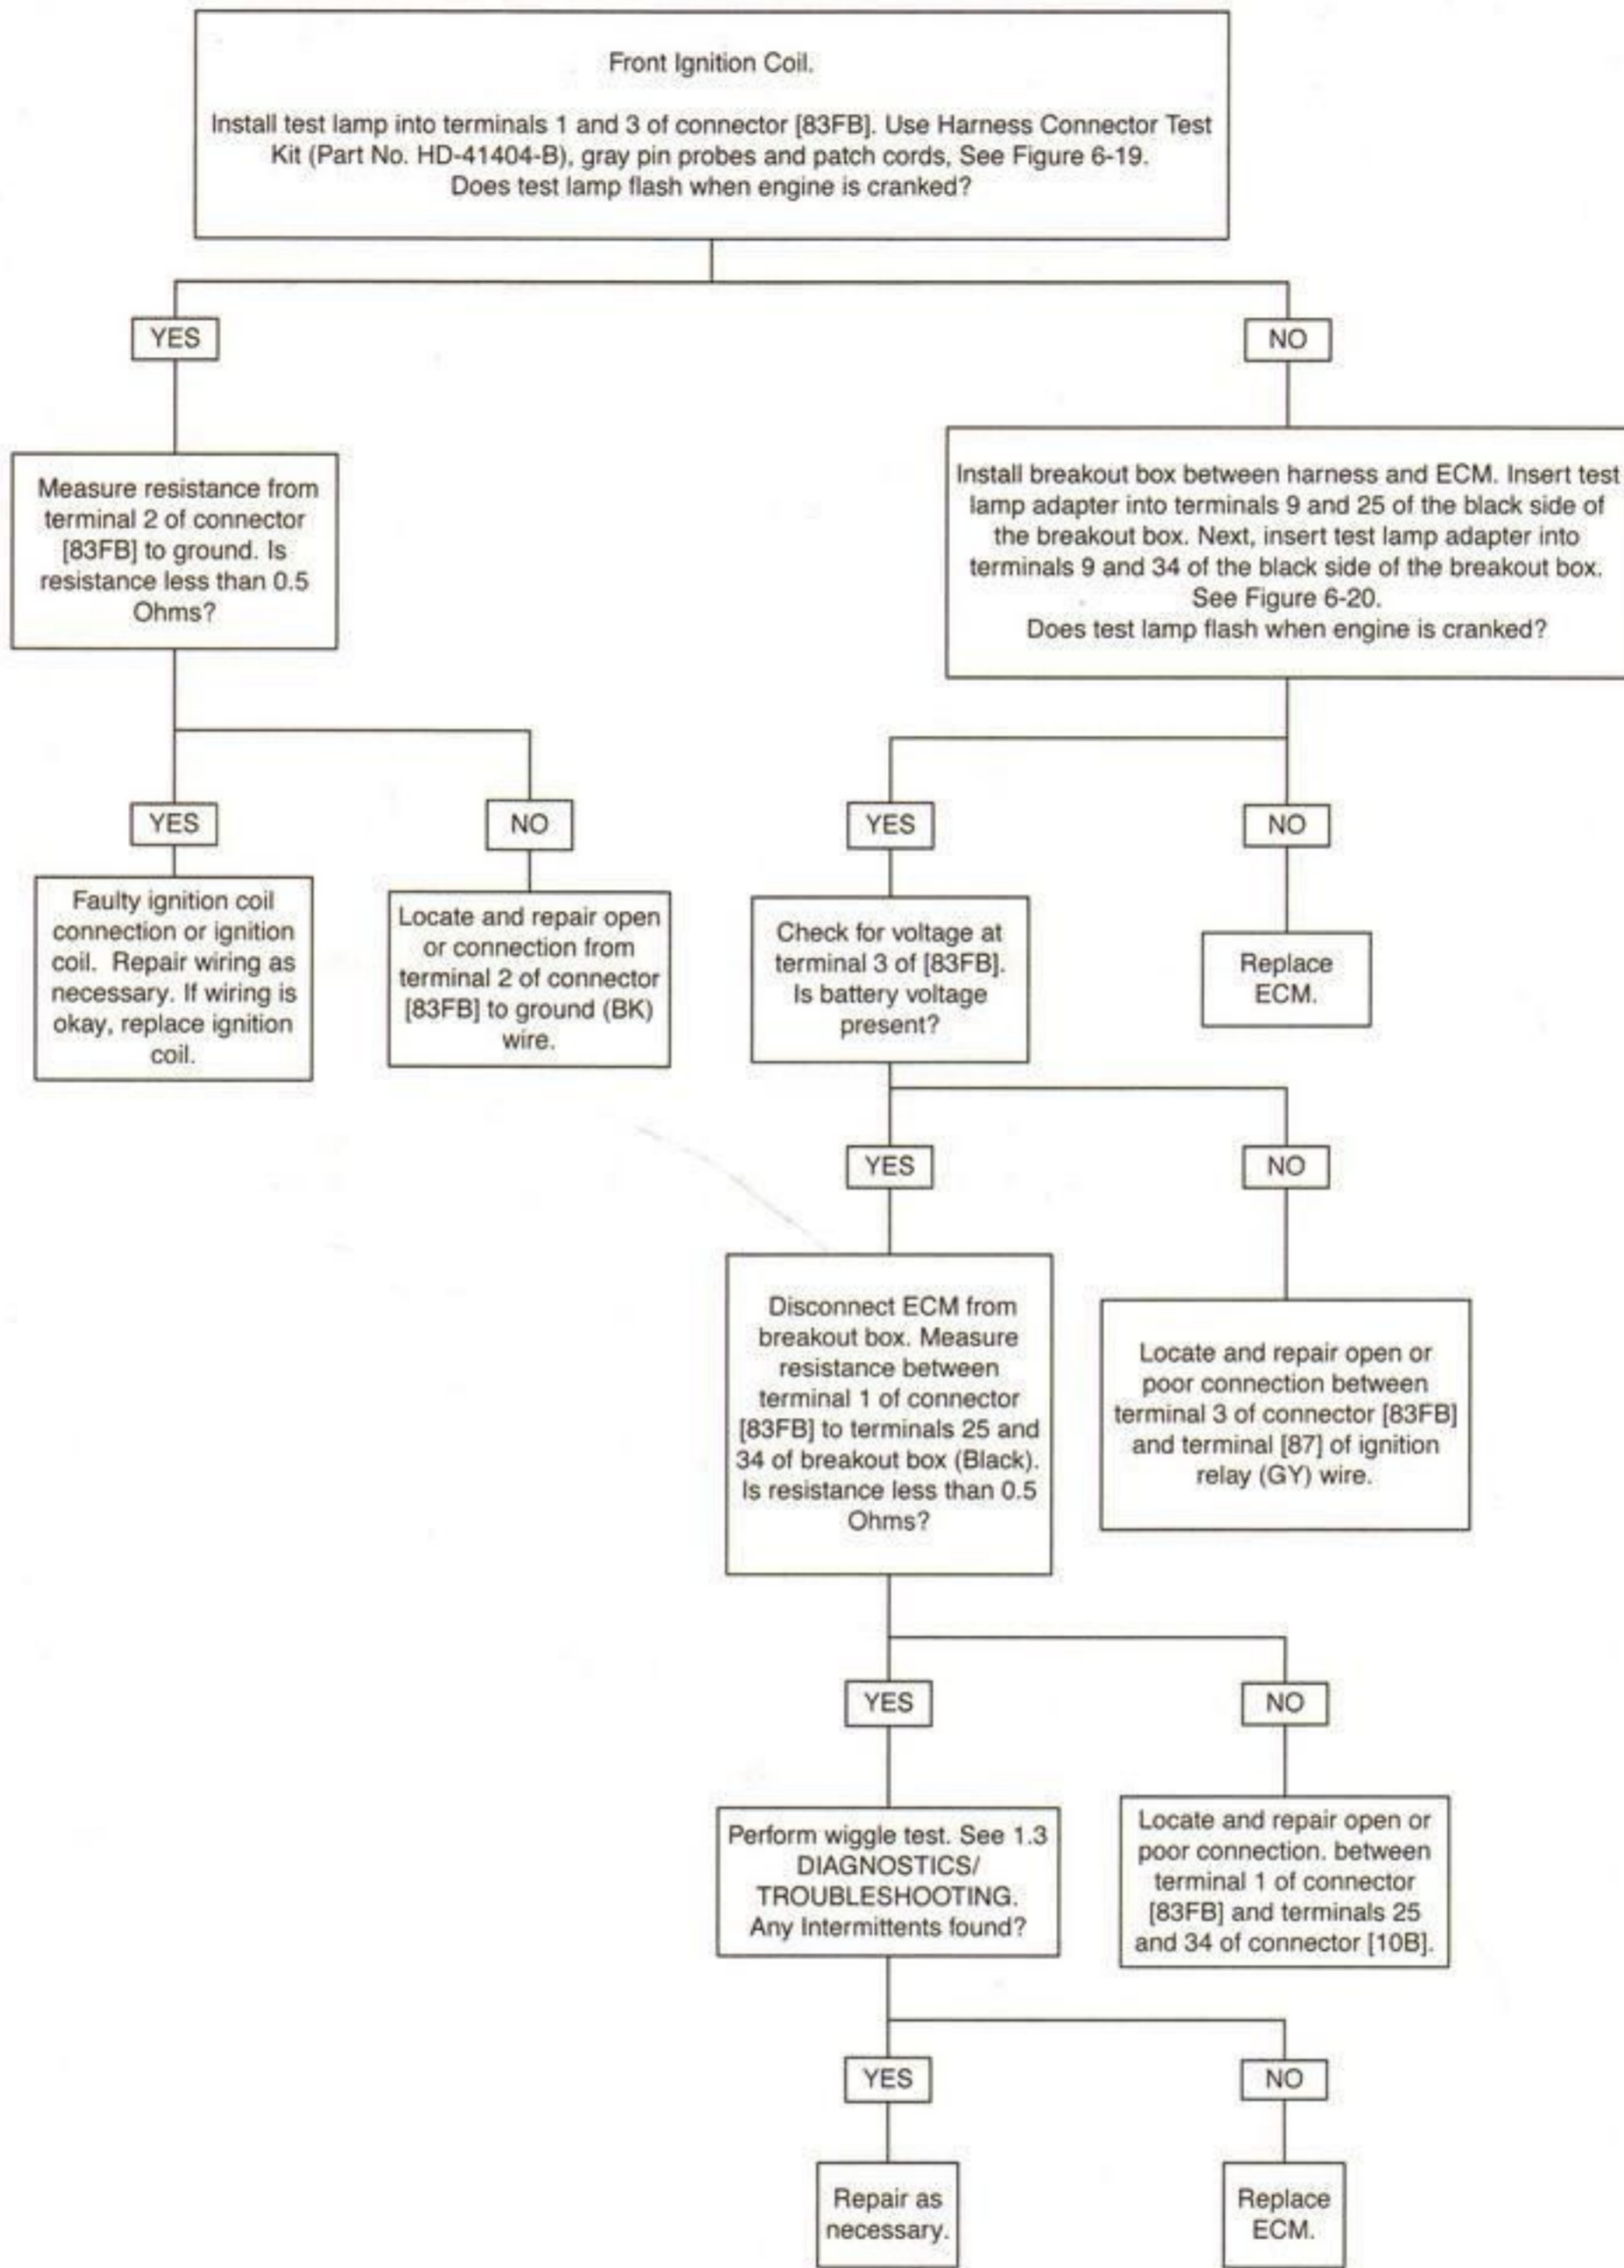 Front Ignition Coil.
Install test lamp into terminals 1 and 3 of connector [83FB]. Use Harness Connector Test
Kit (Part No. HD-41404-B), gray pin probes and patch cords, See Figure 6-19.
Does test lamp flash when engine is cranked?
YES
NO
Measure resistance from
terminal 2 of connector
[83FB] to ground. Is
resistance less than 0.5
Ohms?
Install breakout box between harness and ECM. Insert test
lamp adapter into terminals 9 and 25 of the black side of
the breakout box. Next, insert test lamp adapter into
terminals 9 and 34 of the black side of the breakout box.
See Figure 6-20.
Does test lamp flash when engine is cranked?
YES
NO
YES
NO
Faulty ignition coil
connection or ignition
coil. Repair wiring as
necessary. If wiring is
okay, replace ignition
coil.
Locate and repair open
or connection from
terminal 2 of connector
[83FB] to ground (BK)
wire.
Check for voltage at
terminal 3 of [83FB].
Is battery voltage
present?
Replace
ECM.
YES
NO
Disconnect ECM from
breakout box. Measure
resistance between
terminal 1 of connector
[83FB] to terminals 25 and
34 of breakout box (Black).
Is resistance less than 0.5
Ohms?
Locate and repair open or
poor connection between
terminal 3 of connector [83FB]
and terminal [87] of ignition
relay (GY) wire.
YES
NO
Perform wiggle test. See 1.3
DIAGNOSTICS/
TROUBLESHOOTING.
Any Intermittents found?
Locate and repair open or
poor connection. between
terminal 1 of connector
[83FB] and terminals 25
and 34 of connector [10B].
YES
NO
Repair as
necessary.
Replace
ECM.